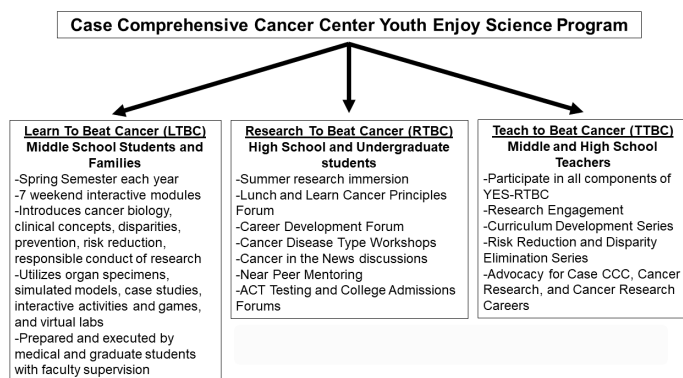 Case Comprehensive Cancer Center Youth Enjoy Science Program
Learn To Beat Cancer (LTBC)
Middle School Students and
Families
-Spring Semester each year
-7 weekend interactive modules
-Introduces cancer biology,
clinical concepts, disparities,
prevention, risk reduction,
responsible conduct of research
-Utilizes organ specimens,
simulated models, case studies,
interactive activities and games,
and virtual labs
-Prepared and executed by
medical and graduate students
with faculty supervision
Research To Beat Cancer (RTBC)
High School and Undergraduate
students
-Summer research immersion
-Lunch and Learn Cancer Principles
Forum
-Career Development Forum
-Cancer Disease Type Workshops
-Cancer in the News discussions
-Near Peer Mentoring
-ACT Testing and College Admissions
Forums
Teach to Beat Cancer (TTBC)
Middle and High School
Teachers
-Participate in all components of
YES-RTBC
-Research Engagement
-Curriculum Development Series
-Risk Reduction and Disparity
Elimination Series
-Advocacy for Case CCC, Cancer
Research, and Cancer Research
Careers